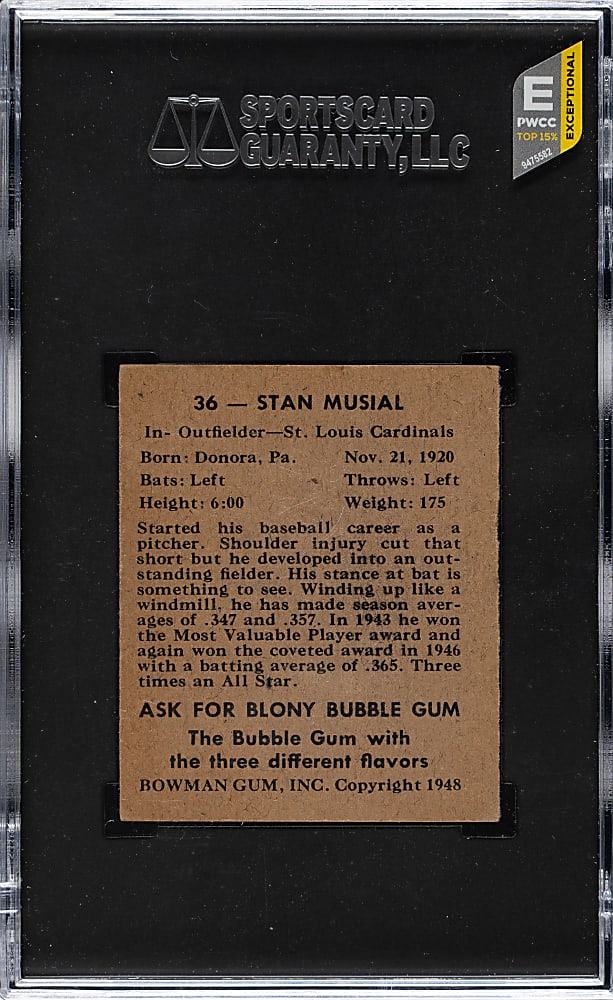 SPORTSCARD
GUARANTY, LLC
E
PWCC
TOP 15%
EXCEPTIONAL
9475582
36 — STAN MUSIAL
In- Outfielder—St. Louis Cardinals
Born: Donora, Pa. Nov. 21, 1920
Bats: Left Throws: Left
Height: 6:00 Weight: 175
Started his baseball career as a
pitcher. Shoulder injury cut that
short but he developed into an out-
standing fielder. His stance at bat is
something to see. Winding up like a
windmill, he has made season aver-
ages of .347 and .357. In 1943 he won
the Most Valuable Player award and
again won the coveted award in 1946
with a batting average of .365. Three
times an All Star.
ASK FOR BLONY BUBBLE GUM
The Bubble Gum with
the three different flavors
BOWMAN GUM, INC. Copyright 1948